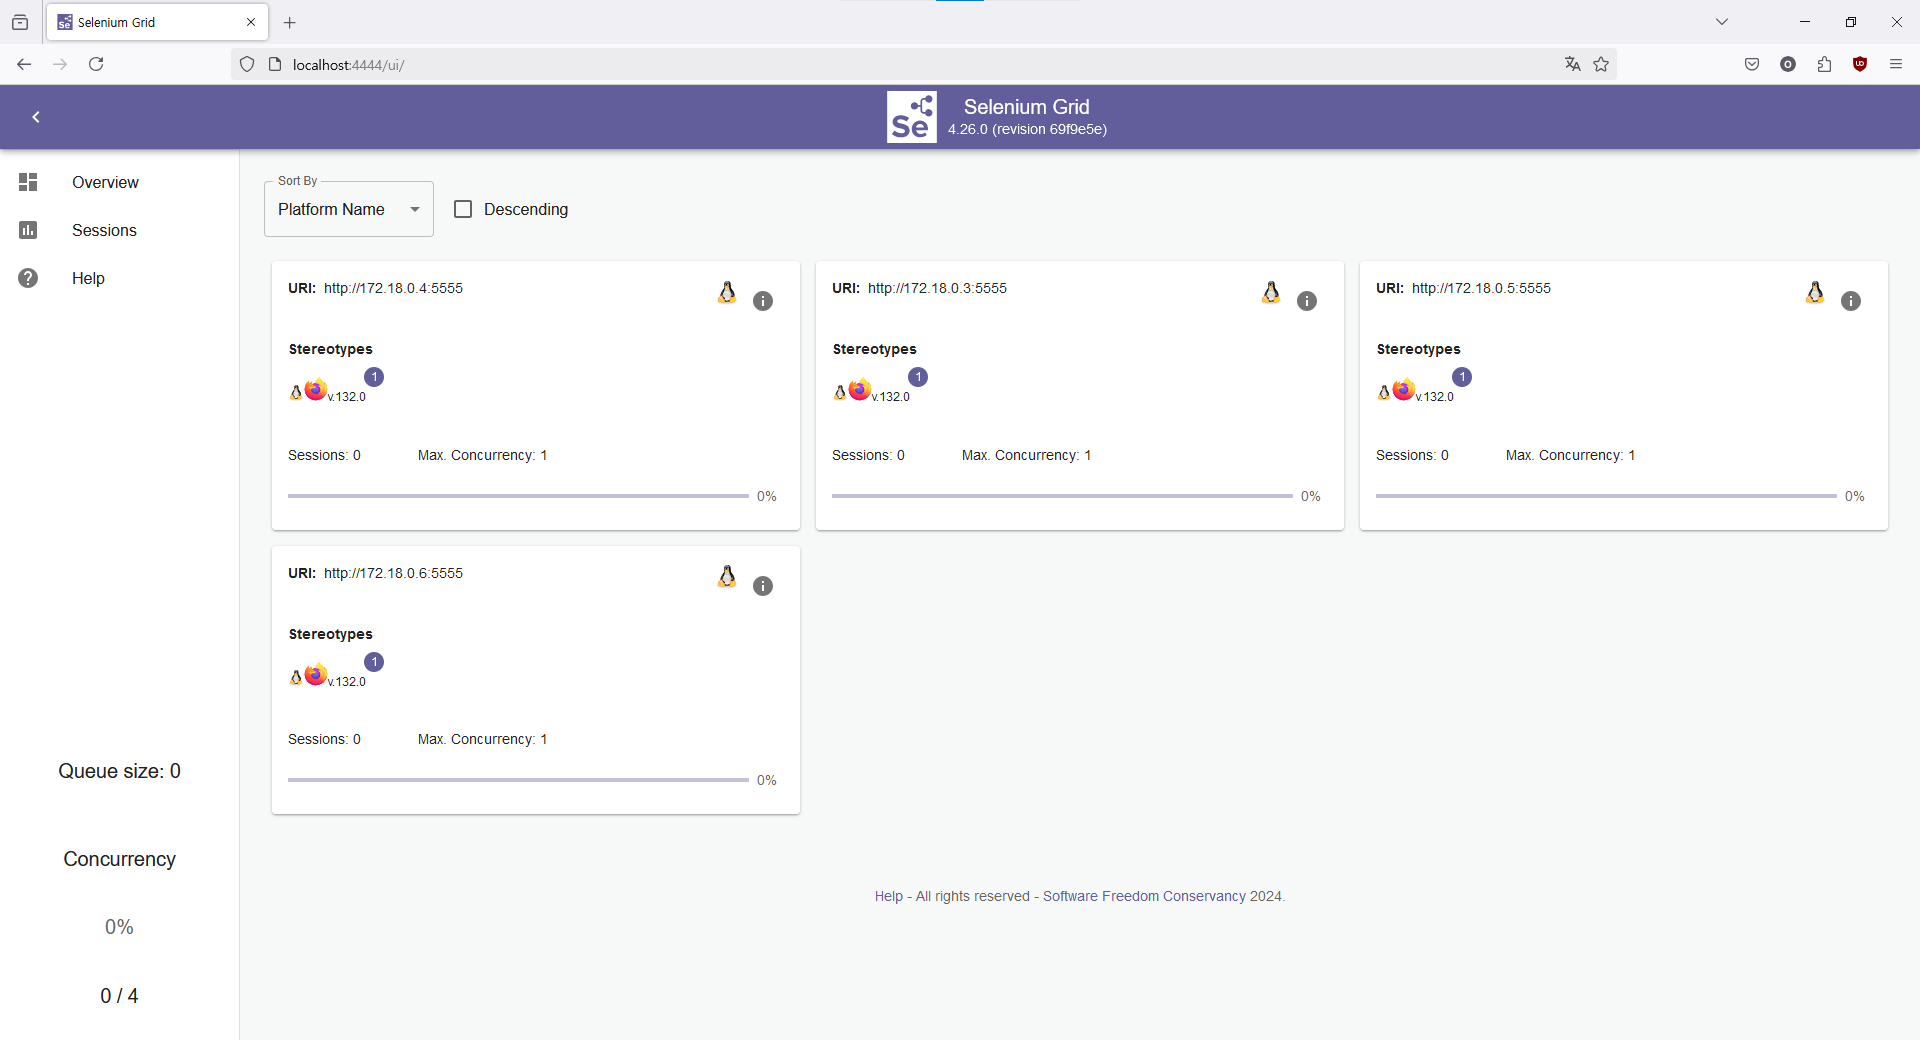 Selenium Grid
localhost:4444/ui/
Se
Selenium Grid
4.26.0 (revision 69f9e5e)
Overview
Sessions
Help
Queue size: 0
Concurrency
0%
0 / 4
Sort By
Platform Name
Descending
URI: http://172.18.0.4:5555
Stereotypes
1
v.132.0
Sessions: 0 Max. Concurrency: 1
0%
URI: http://172.18.0.3:5555
Stereotypes
1
v.132.0
Sessions: 0 Max. Concurrency: 1
0%
URI: http://172.18.0.5:5555
Stereotypes
1
v.132.0
Sessions: 0 Max. Concurrency: 1
0%
URI: http://172.18.0.6:5555
Stereotypes
1
v.132.0
Sessions: 0 Max. Concurrency: 1
0%
Help - All rights reserved - Software Freedom Conservancy 2024.